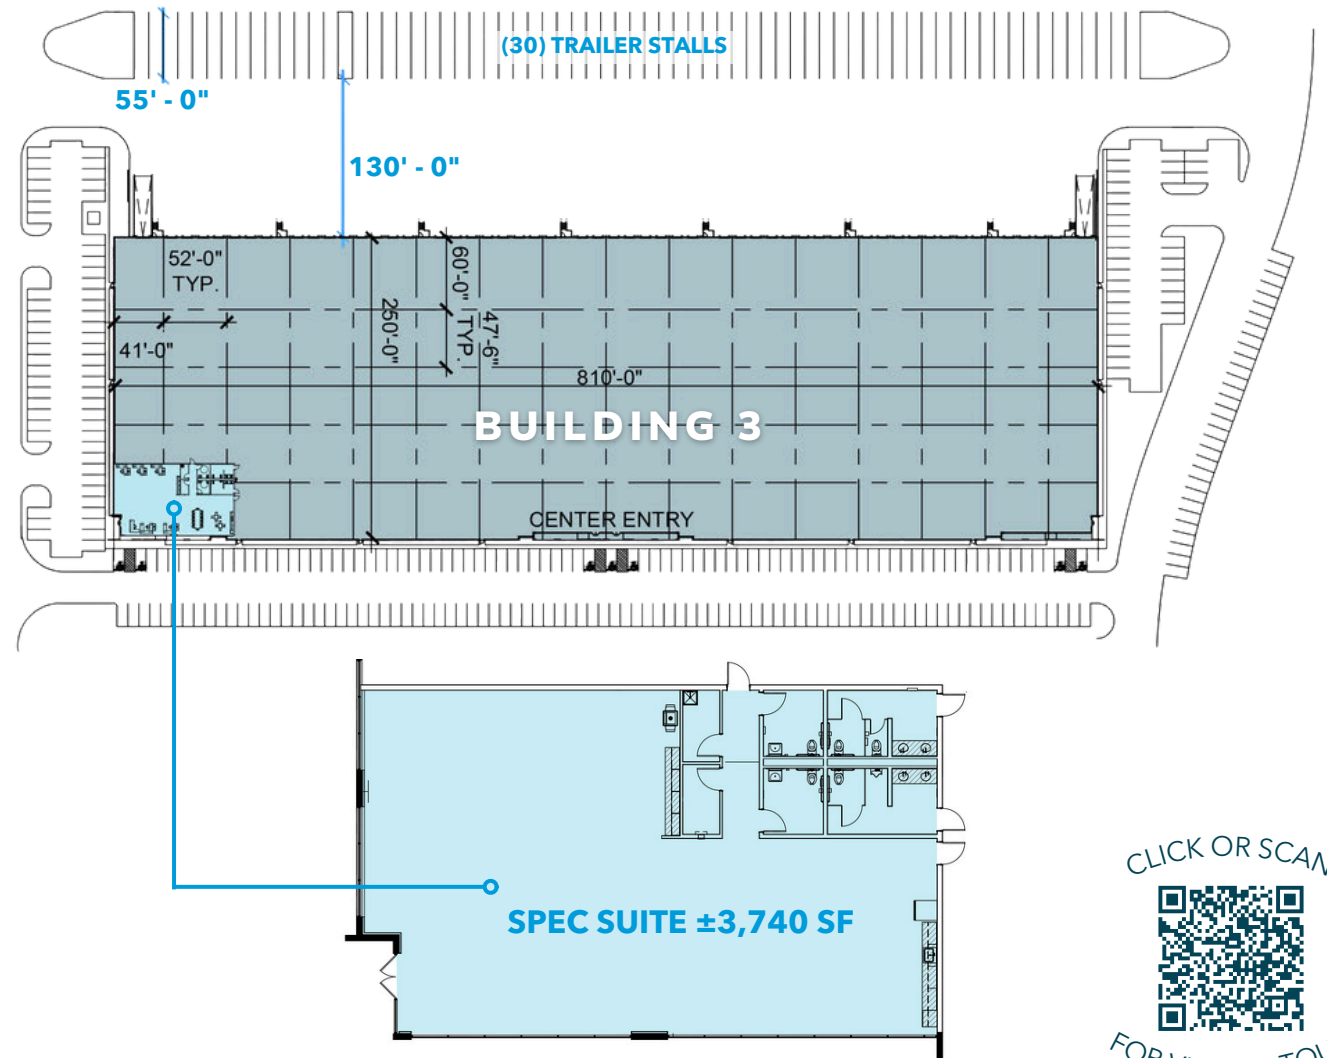 (30) TRAILER STALLS
55' - 0"
130' - 0"
52'-0"
TYP.
60'-0"
47'-6"
TYP.
250'-0"
41'-0"
810'-0"
BUILDING 3
CENTER ENTRY
SPEC SUITE ±3,740 SF
CLICK OR SCAN
FOR